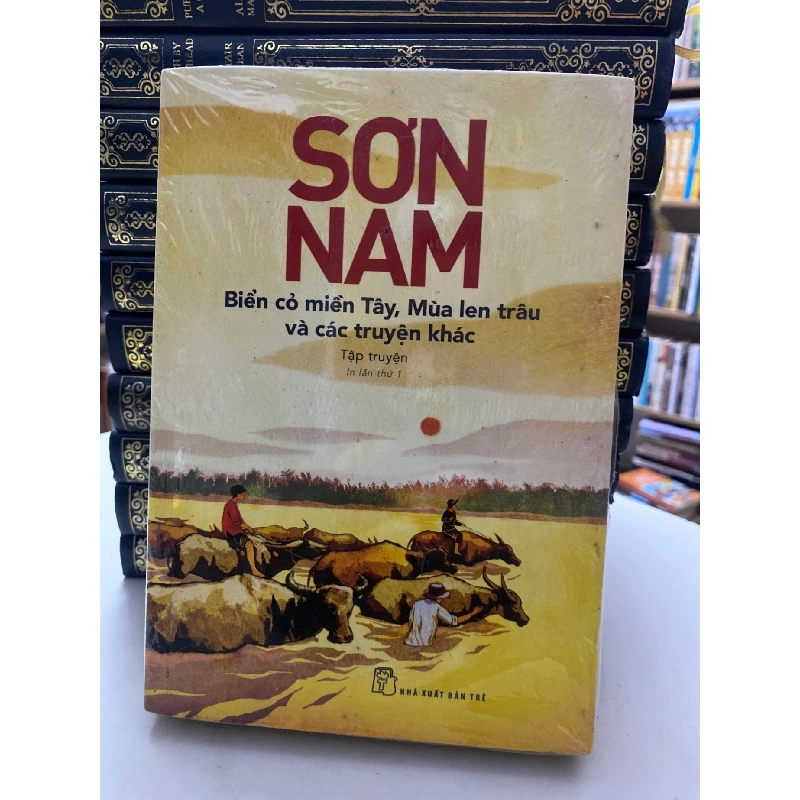 SƠN
NAM
Biển cỏ miền Tây, Mùa len trâu
và các truyện khác
Tập truyện
In lần thứ 1
NHÀ XUẤT BẢN TRẺ